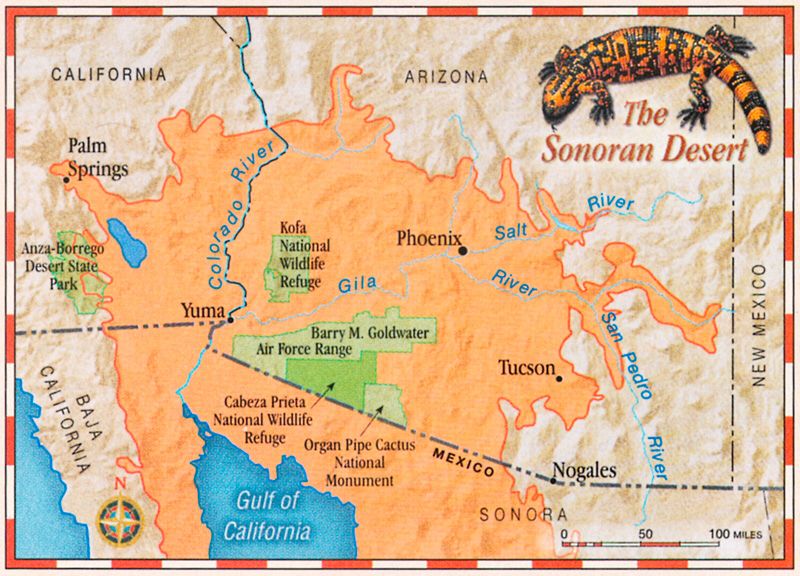 CALIFORNIA
ARIZONA
The
Sonoran Desert
Palm
Springs
Colorado River
Salt River
Anza-Borrego
Desert State
Park
Kofa
National
Wildlife
Refuge
Phoenix
Gila River
Yuma
Barry M. Goldwater
Air Force Range
San Pedro River
NEW MEXICO
Tucson
BAJA
CALIFORNIA
Cabeza Prieta
National Wildlife
Refuge
Organ Pipe Cactus
National
Monument
MEXICO
Nogales
N
Gulf of
California
SONORA
0 50 100 MILES